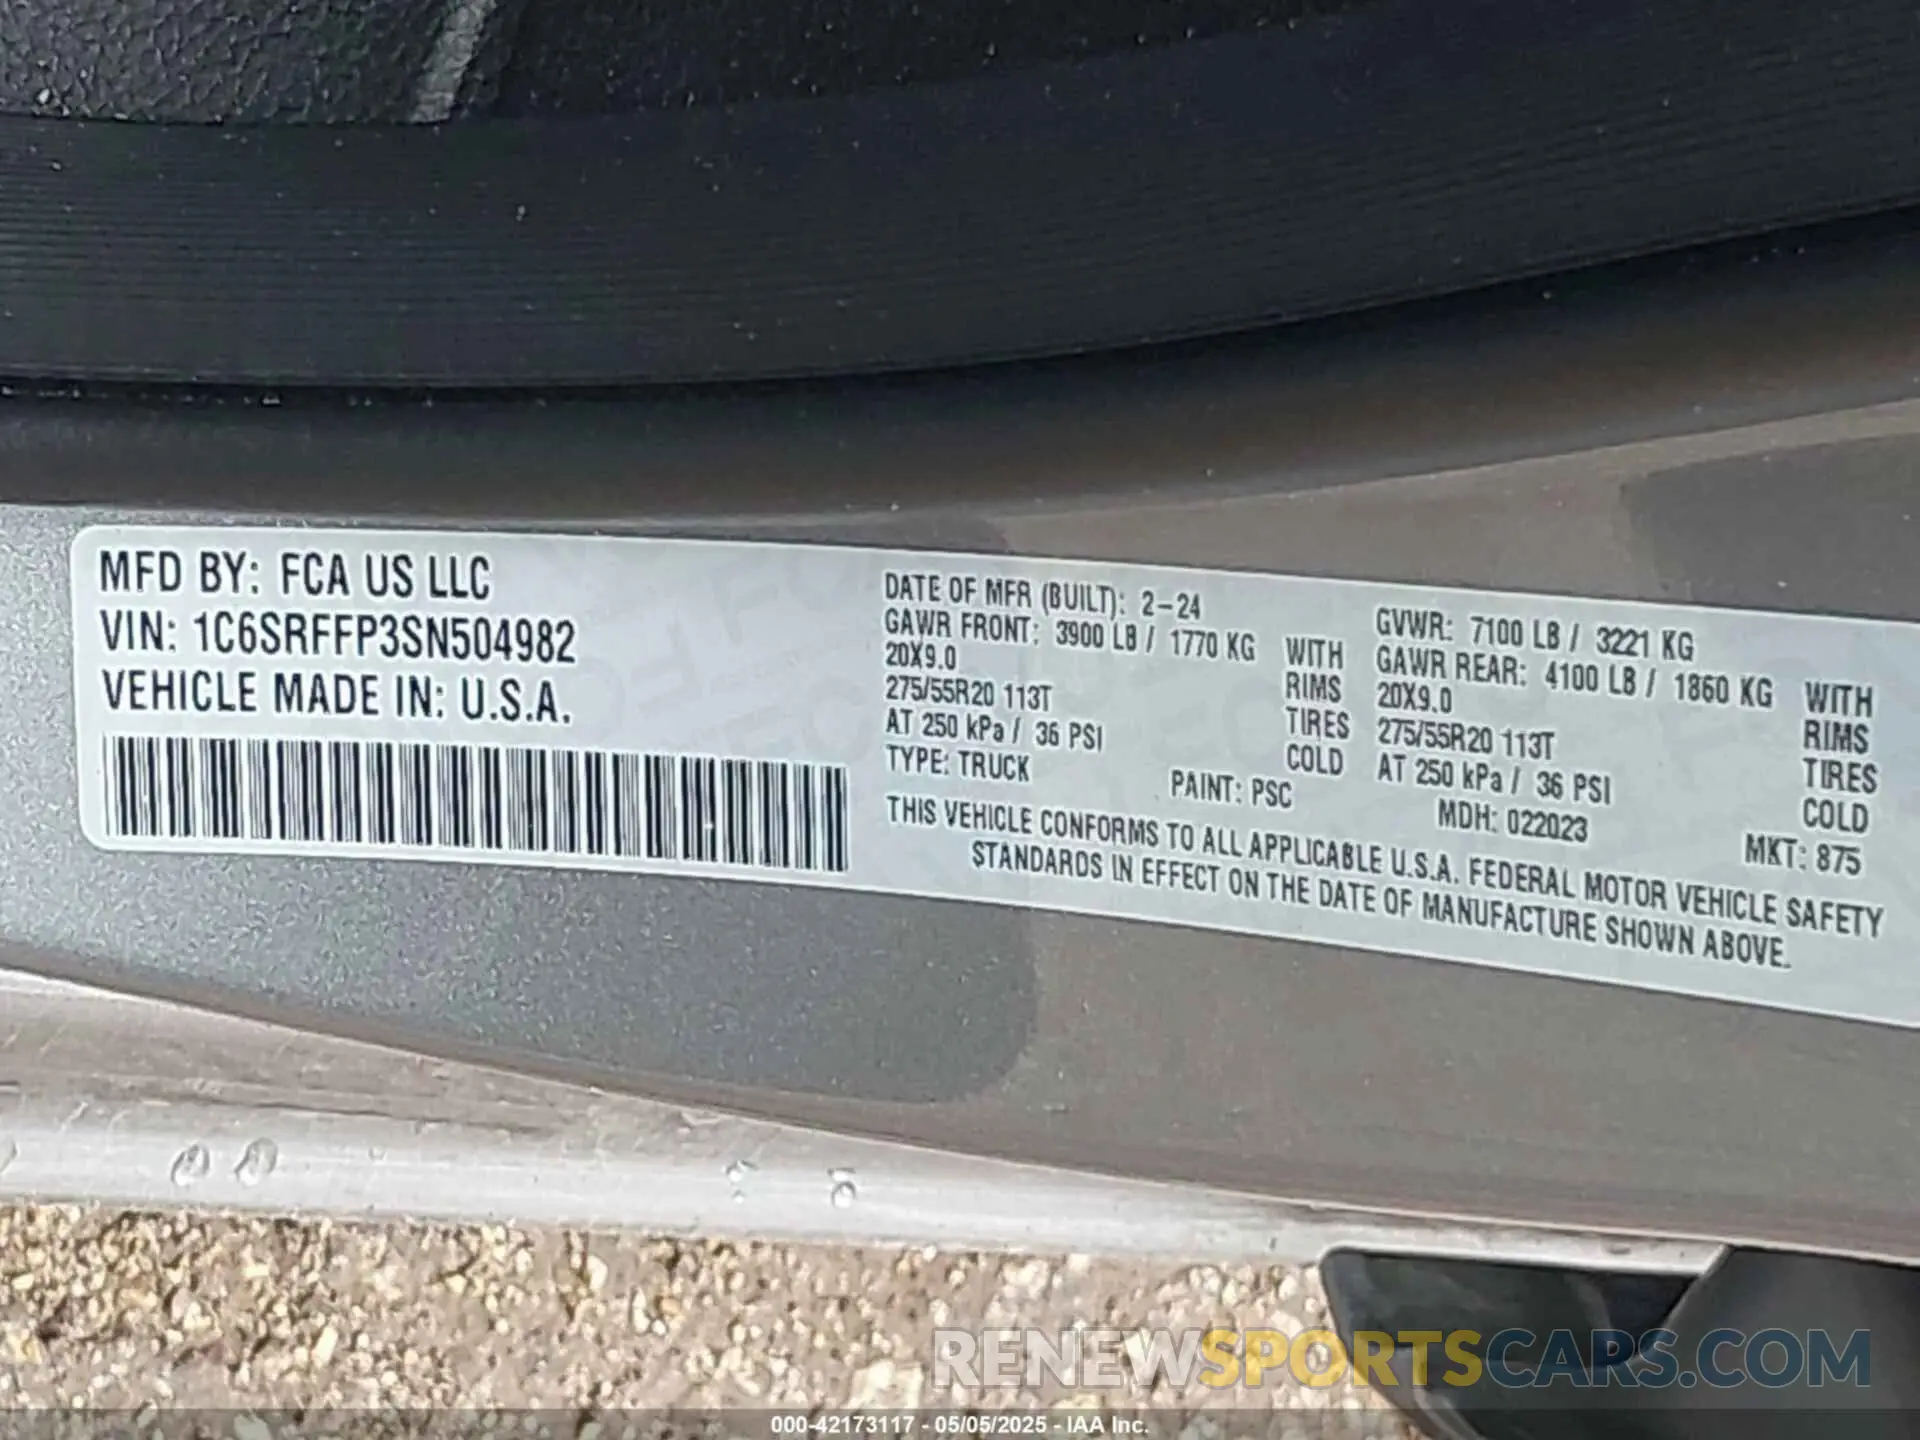 MFD BY: FCA US LLC
VIN: 1C6SRFFP3SN504982
VEHICLE MADE IN: U.S.A.
DATE OF MFR (BUILT): 2-24
GAWR FRONT: 3900 LB / 1770 KG WITH
20X9.0 RIMS
275/55R20 113T TIRES
AT 250 kPa / 36 PSI COLD
TYPE: TRUCK
GVWR: 7100 LB / 3221 KG
GAWR REAR: 4100 LB / 1860 KG WITH
20X9.0 RIMS
275/55R20 113T TIRES
AT 250 kPa / 36 PSI COLD
PAINT: PSC MDH: 022023 MKT: 875
THIS VEHICLE CONFORMS TO ALL APPLICABLE U.S.A. FEDERAL MOTOR VEHICLE SAFETY
STANDARDS IN EFFECT ON THE DATE OF MANUFACTURE SHOWN ABOVE.
RENEWSPORTSCARS.COM
000-42173117 - 05/05/2025 - IAA Inc.